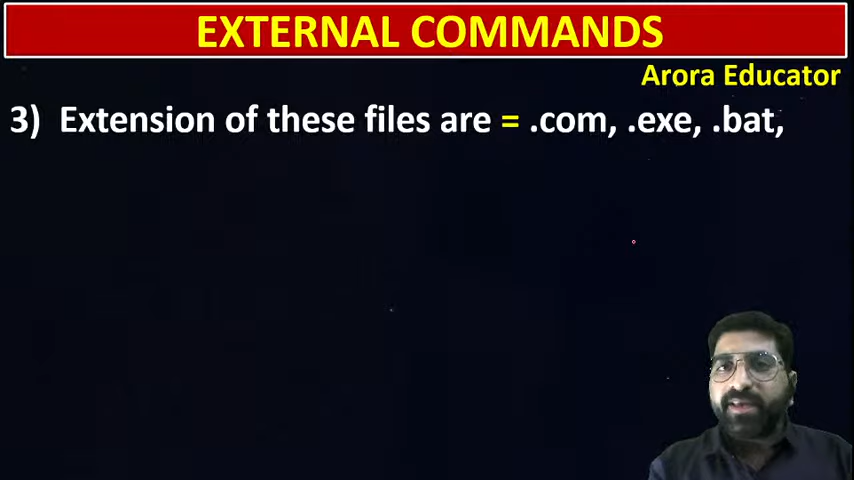 EXTERNAL COMMANDS
Arora Educator
3) Extension of these files are = .com, .exe, .bat,